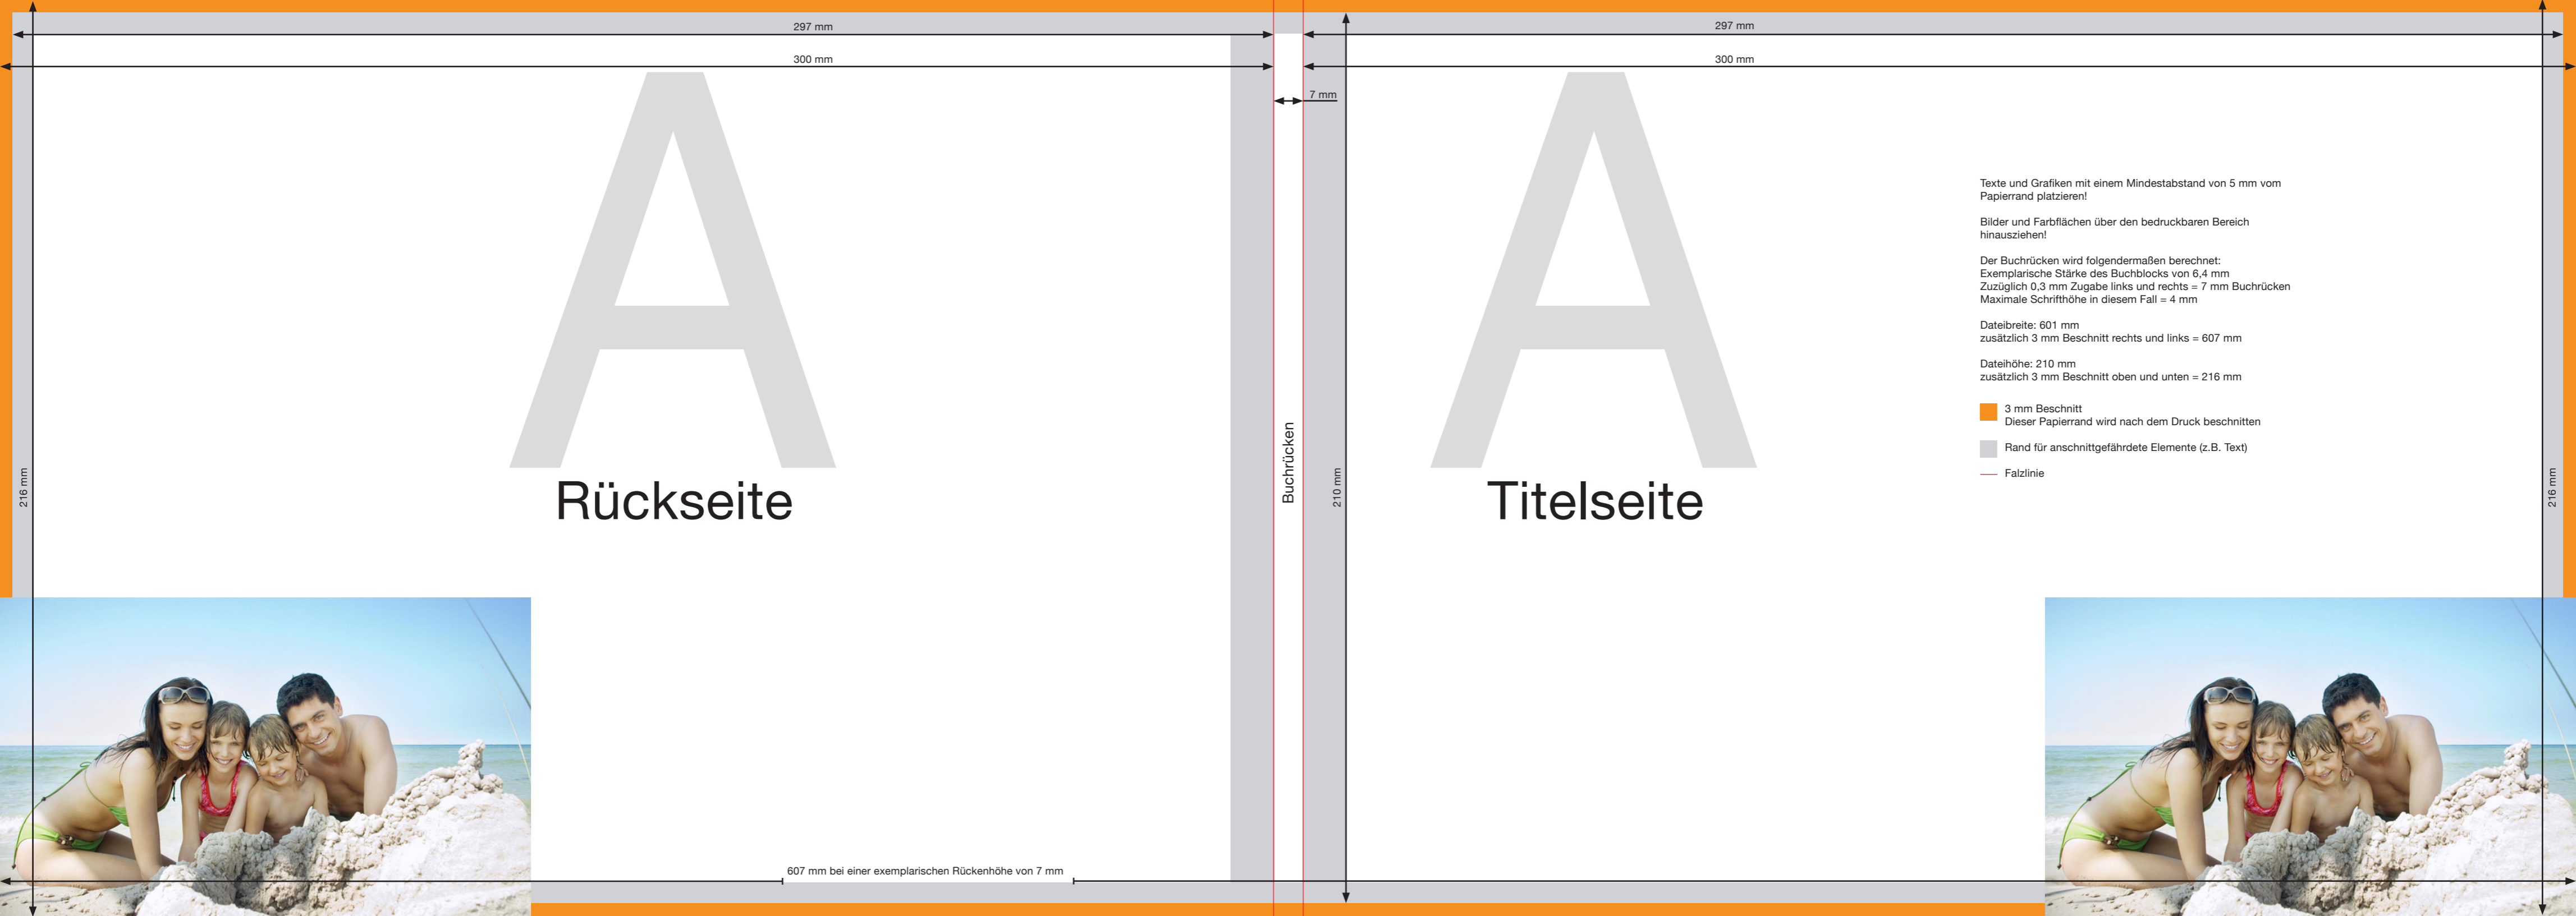 297 mm
297 mm
300 mm
300 mm
7 mm
A
A
Rückseite
Buchrücken
Titelseite
216 mm
210 mm
216 mm
Texte und Grafiken mit einem Mindestabstand von 5 mm vom
Papierrand platzieren!
Bilder und Farbflächen über den bedruckbaren Bereich
hinausziehen!
Der Buchrücken wird folgendermaßen berechnet:
Exemplarische Stärke des Buchblocks von 6,4 mm
Zuzüglich 0,3 mm Zugabe links und rechts = 7 mm Buchrücken
Maximale Schrifthöhe in diesem Fall = 4 mm
Dateibreite: 601 mm
zusätzlich 3 mm Beschnitt rechts und links = 607 mm
Dateihöhe: 210 mm
zusätzlich 3 mm Beschnitt oben und unten = 216 mm
3 mm Beschnitt
Dieser Papierrand wird nach dem Druck beschnitten
Rand für anschnittgefährdete Elemente (z.B. Text)
Falzlinie
607 mm bei einer exemplarischen Rückenhöhe von 7 mm